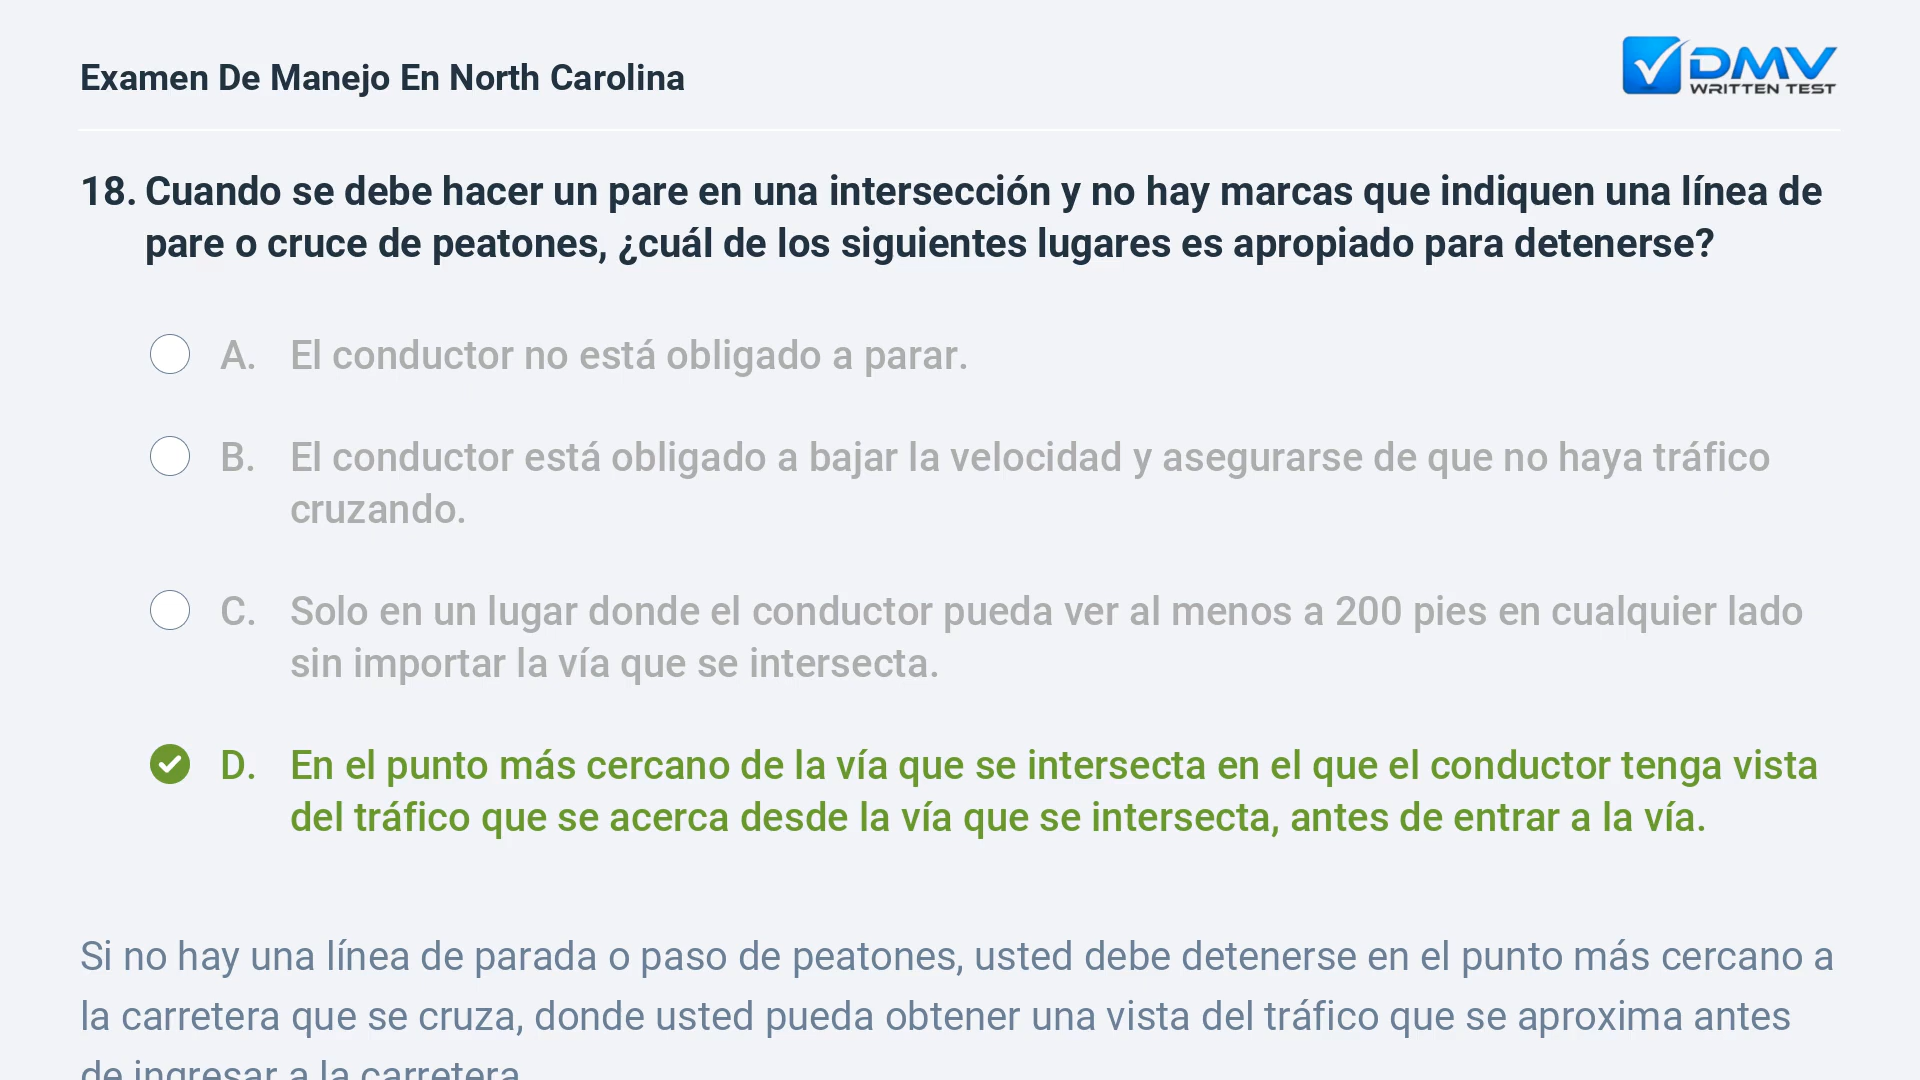 Examen De Manejo En North Carolina
DMV
WRITTEN TEST
18. Cuando se debe hacer un pare en una intersección y no hay marcas que indiquen una línea de
pare o cruce de peatones, ¿cuál de los siguientes lugares es apropiado para detenerse?
A. El conductor no está obligado a parar.
B. El conductor está obligado a bajar la velocidad y asegurarse de que no haya tráfico
cruzando.
C. Solo en un lugar donde el conductor pueda ver al menos a 200 pies en cualquier lado
sin importar la vía que se intersecta.
D. En el punto más cercano de la vía que se intersecta en el que el conductor tenga vista
del tráfico que se acerca desde la vía que se intersecta, antes de entrar a la vía.
Si no hay una línea de parada o paso de peatones, usted debe detenerse en el punto más cercano a
la carretera que se cruza, donde usted pueda obtener una vista del tráfico que se aproxima antes
de ingresar a la carretera